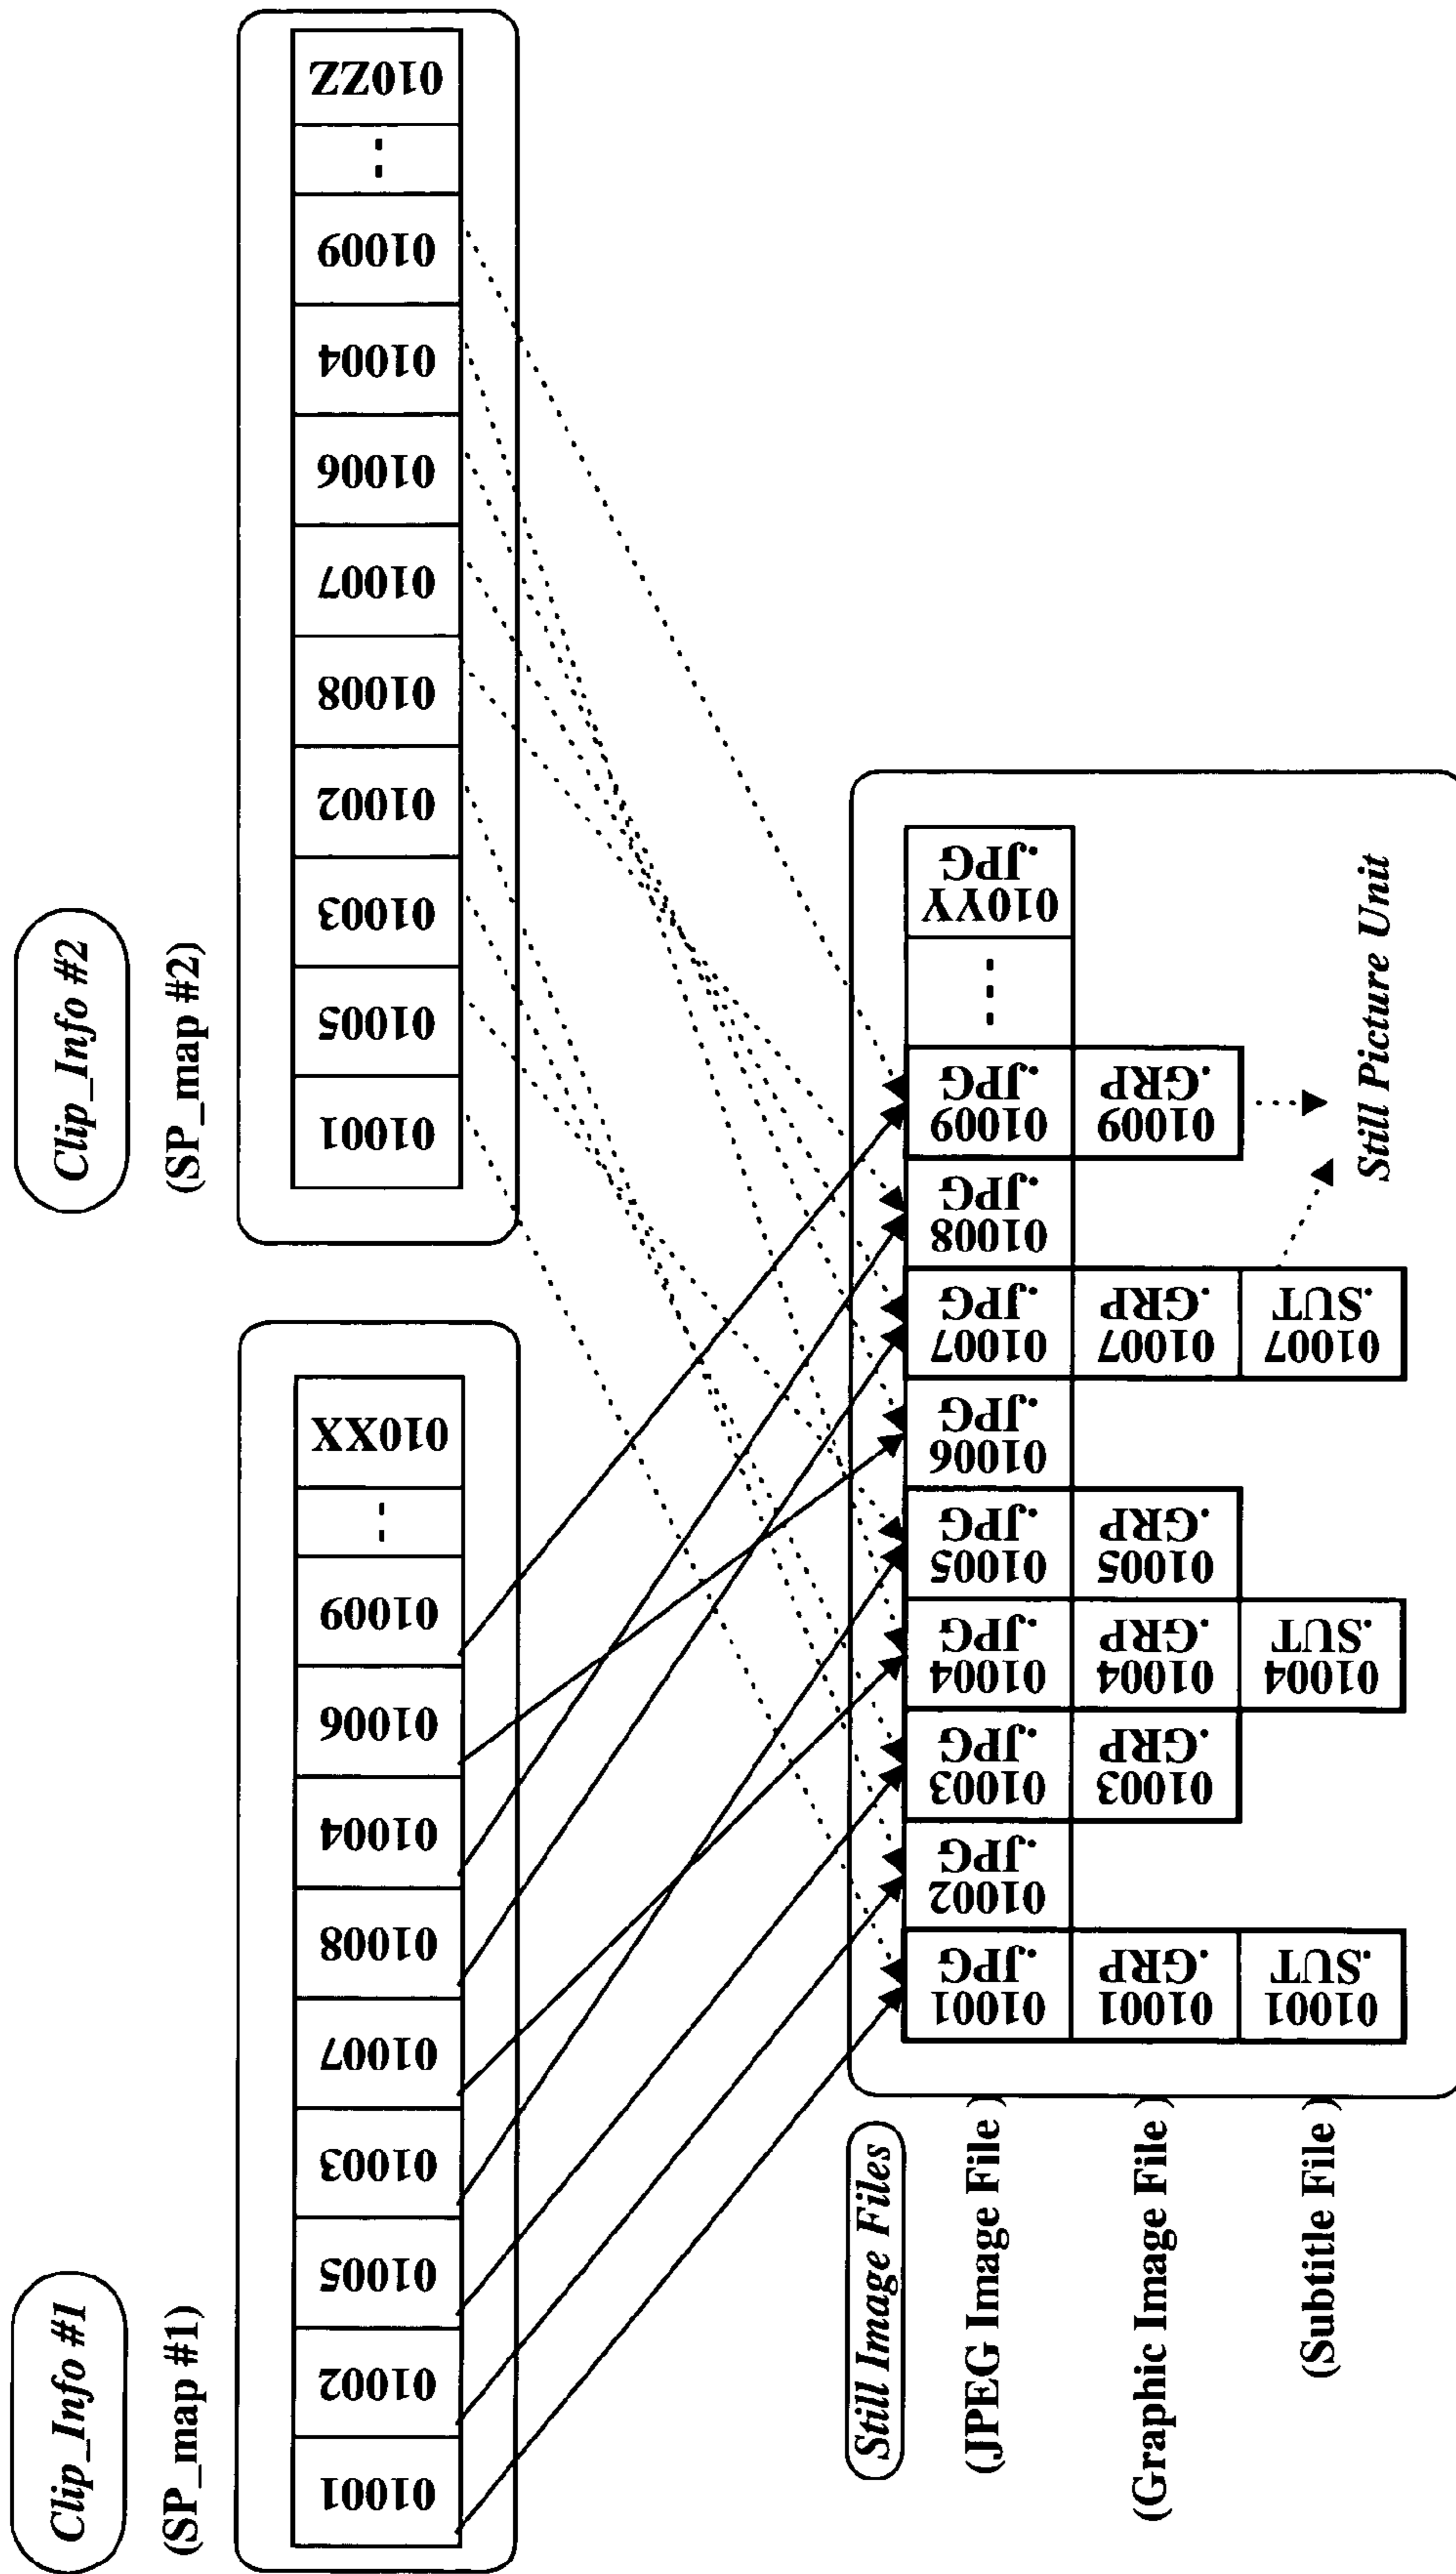 Clip_Info #1
(SP_map #1)
01001
01002
01005
01003
01007
01008
01004
01006
01009
...
010XX
Clip_Info #2
(SP_map #2)
01001
01005
01003
01002
01008
01007
01006
01004
01009
...
010ZZ
Still Image Files
(JPEG Image File)
01001
.JPG
01002
.JPG
01003
.JPG
01004
.JPG
01005
.JPG
01006
.JPG
01007
.JPG
01008
.JPG
01009
.JPG
...
010YY
.JPG
(Graphic Image File)
01001
.GRP
01003
.GRP
01004
.GRP
01005
.GRP
01007
.GRP
01009
.GRP
(Subtitle File)
01001
.SUT
01004
.SUT
01007
.SUT
Still Picture Unit